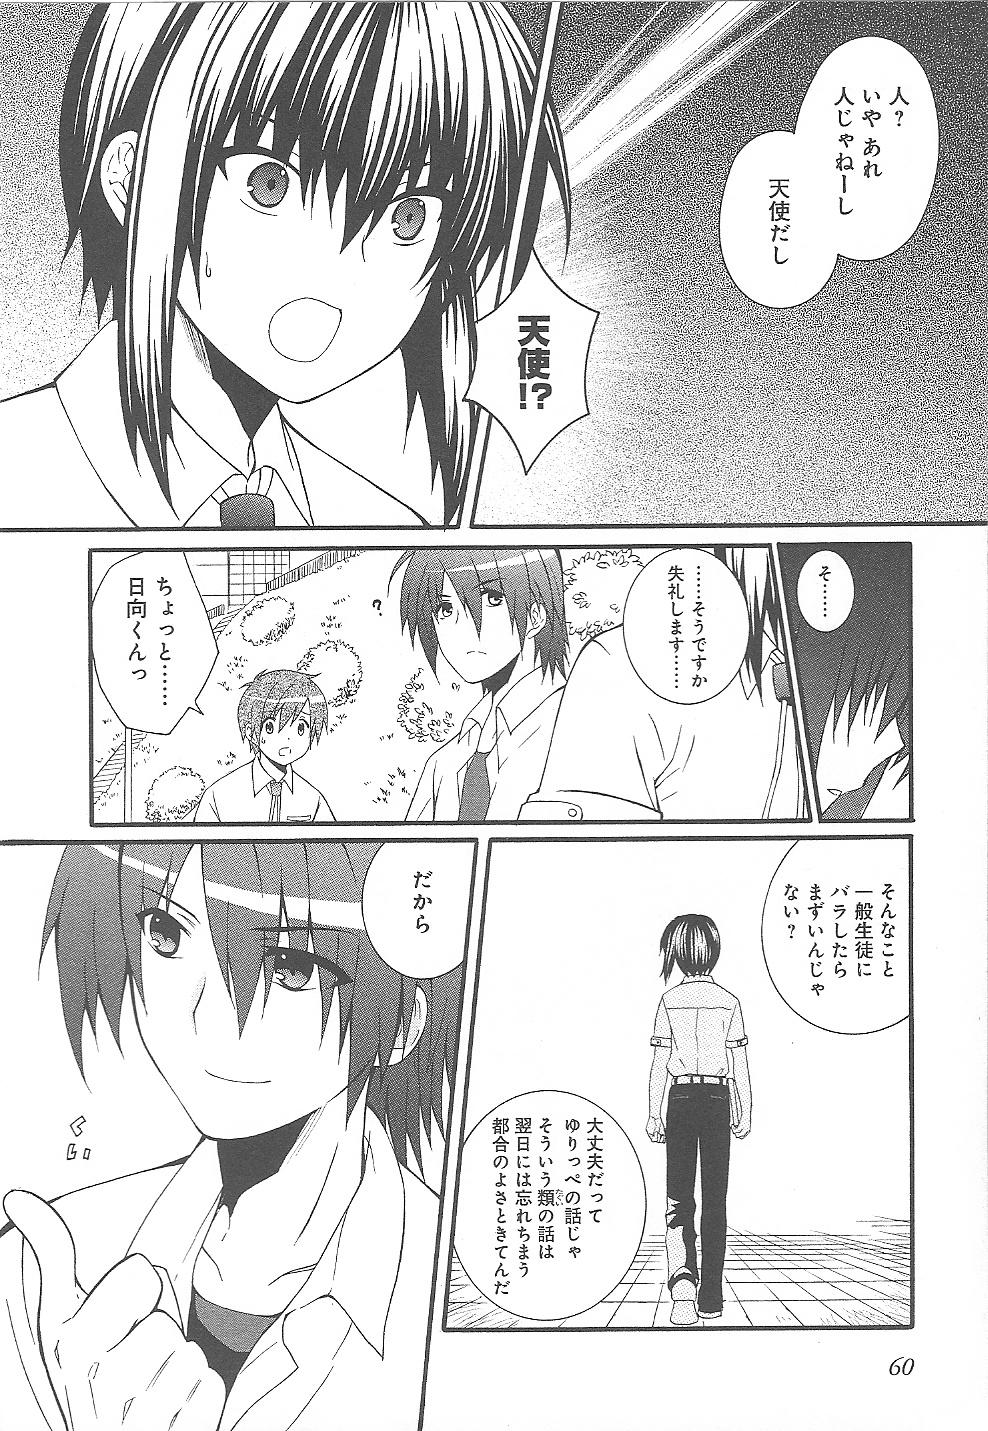 人？
いや あれ
人じゃねーし
天使だし
天使!?
そ……
……そうですか
失礼します……
?
ちょっと……
日向くんっ
そんなこと
一般生徒に
バラしたら
まずいんじゃ
ない？
大丈夫だって
ゆりっぺの話じゃ
そういう類の話は
たぐい
翌日には忘れちまう
都合のよさときてんだ
だから
ぐい
60